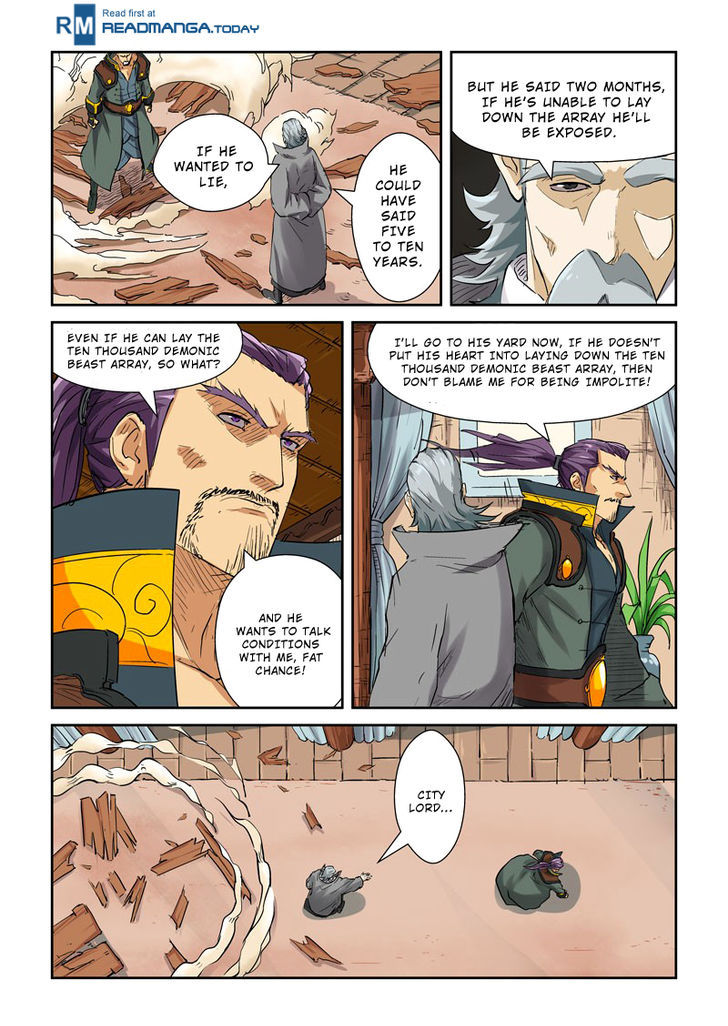 RM
Read first at
READMANGA.TODAY
IF HE
WANTED TO
LIE,
HE
COULD
HAVE
SAID
FIVE
TO TEN
YEARS.
BUT HE SAID TWO MONTHS,
IF HE'S UNABLE TO LAY
DOWN THE ARRAY HE'LL
BE EXPOSED.
EVEN IF HE CAN LAY THE
TEN THOUSAND DEMONIC
BEAST ARRAY, SO WHAT?
AND HE
WANTS TO TALK
CONDITIONS
WITH ME, FAT
CHANCE!
I'LL GO TO HIS YARD NOW, IF HE DOESN'T
PUT HIS HEART INTO LAYING DOWN THE TEN
THOUSAND DEMONIC BEAST ARRAY, THEN
DON'T BLAME ME FOR BEING IMPOLITE!
CITY
LORD...